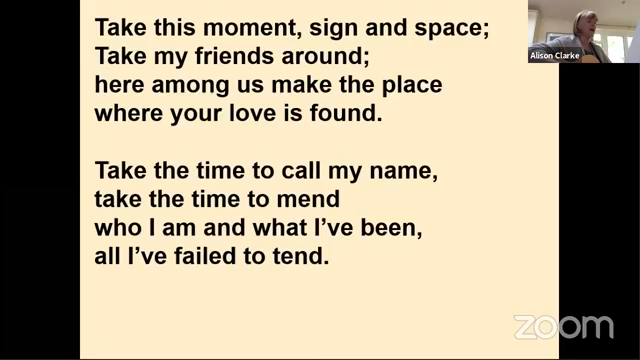 Take this moment, sign and space;
Take my friends around;
here among us make the place
where your love is found.
Take the time to call my name,
take the time to mend
who I am and what I’ve been,
all I’ve failed to tend.
Alison Clarke
zoom